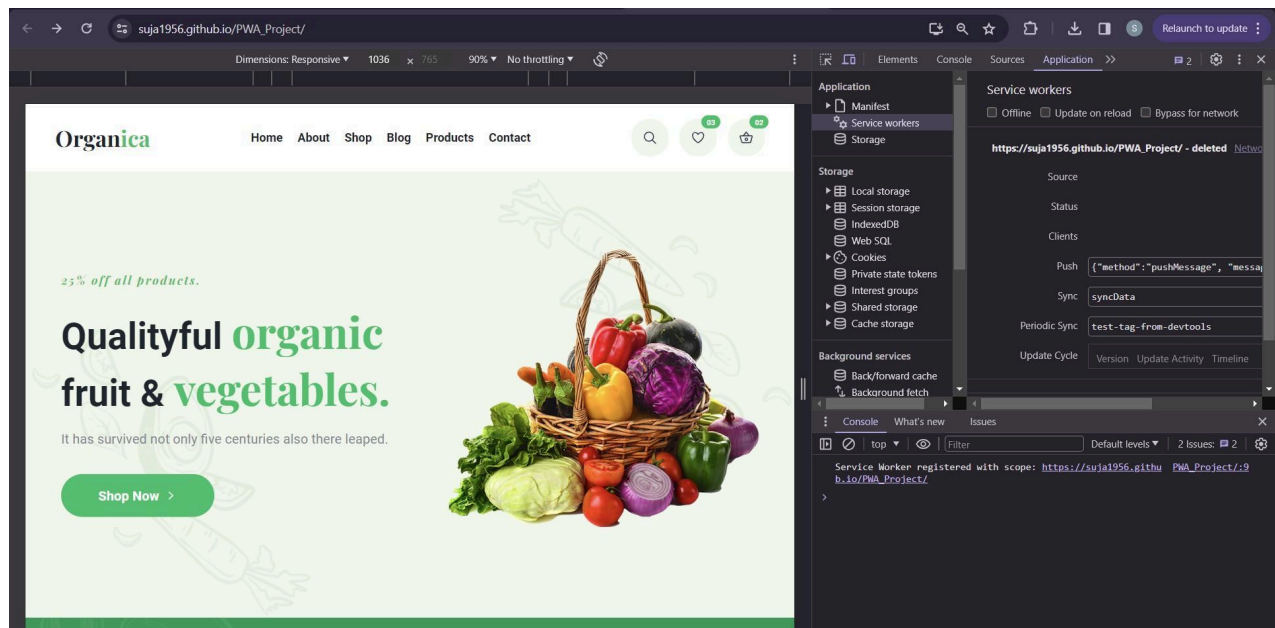 suja1956.github.io/PWA_Project/
S
Relaunch to update
Dimensions: Responsive ▼ 1036 × 765 90% ▼ No throttling ▼
Elements Console Sources Application 2
Organica
Home About Shop Blog Products Contact
03
02
25% off all products.
Qualityful organic
fruit & vegetables.
It has survived not only five centuries also there leaped.
Shop Now
Application
Manifest
Service workers
Storage
Storage
Local storage
Session storage
IndexedDB
Web SQL
Cookies
Private state tokens
Interest groups
Shared storage
Cache storage
Background services
Back/forward cache
Background fetch
Service workers
Offline Update on reload Bypass for network
https://suja1956.github.io/PWA_Project/ - deleted Netwo
Source
Status
Clients
Push {"method":"pushMessage", "messa
Sync syncData
Periodic Sync test-tag-from-devtools
Update Cycle Version Update Activity Timeline
Console What's new Issues
top ▼ Filter Default levels ▼ 2 Issues: 2
Service Worker registered with scope: https://suja1956.githu PWA_Project/:9
b.io/PWA_Project/